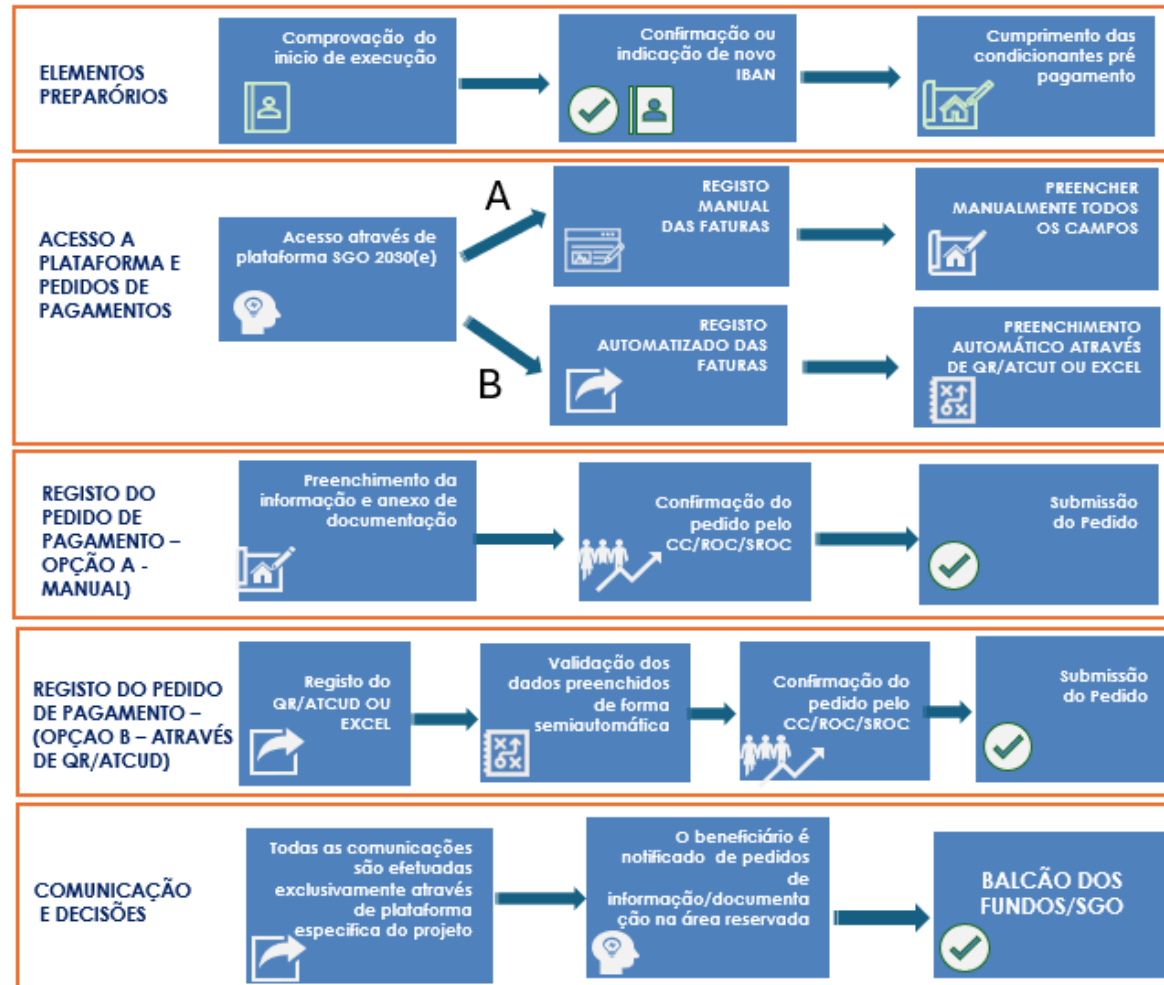 ELEMENTOS
PREPARÓRIOS
Comprovação do
inicio de execução
Confirmação ou
indicação de novo
IBAN
Cumprimento das
condicionantes pré
pagamento
ACESSO A
PLATAFORMA E
PEDIDOS DE
PAGAMENTOS
Acesso através de
plataforma SGO 2030(e)
A
REGISTO
MANUAL
DAS FATURAS
PREENCHER
MANUALMENTE TODOS
OS CAMPOS
B
REGISTO
AUTOMATIZADO DAS
FATURAS
PREENCHIMENTO
AUTOMÁTICO ATRAVÉS
DE QR/ATCUT OU EXCEL
REGISTO DO
PEDIDO DE
PAGAMENTO –
OPÇÃO A -
MANUAL)
Preenchimento da
informação e anexo de
documentação
Confirmação do
pedido pelo
CC/ROC/SROC
Submissão
do Pedido
REGISTO DO PEDIDO
DE PAGAMENTO –
(OPÇAO B – ATRAVÉS
DE QR/ATCUD)
Registo do
QR/ATCUD OU
EXCEL
Validação dos
dados preenchidos
de forma
semiautomática
Confirmação do
pedido pelo
CC/ROC/SROC
Submissão
do Pedido
COMUNICAÇÃO
E DECISÕES
Todas as comunicações
são efetuadas
exclusivamente através
de plataforma
especifica do projeto
O beneficiário é
notificado de pedidos
de
informação/documenta
ção na área reservada
BALCÃO DOS
FUNDOS/SGO